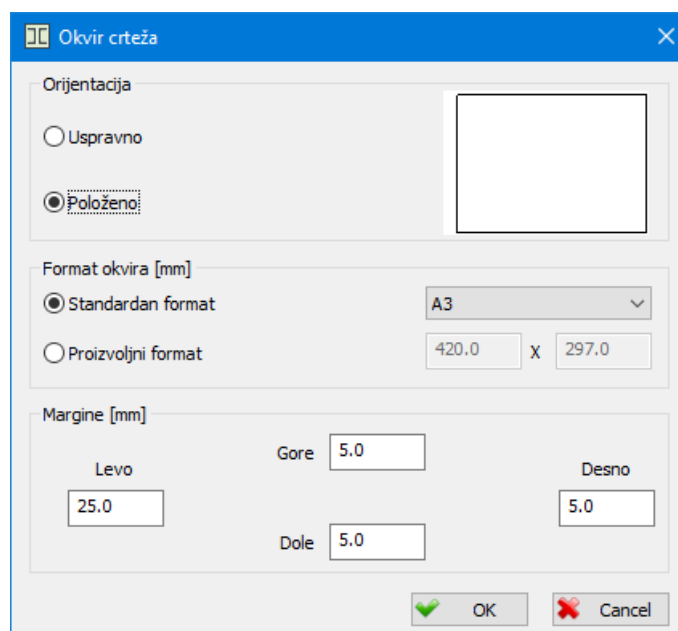 Okvir crteža
Orijentacija
Uspravno
Položeno
Format okvira [mm]
Standardan format
A3
Proizvoljni format
420.0 X 297.0
Margine [mm]
Levo
Gore 5.0
Desno
25.0
5.0
Dole 5.0
OK Cancel